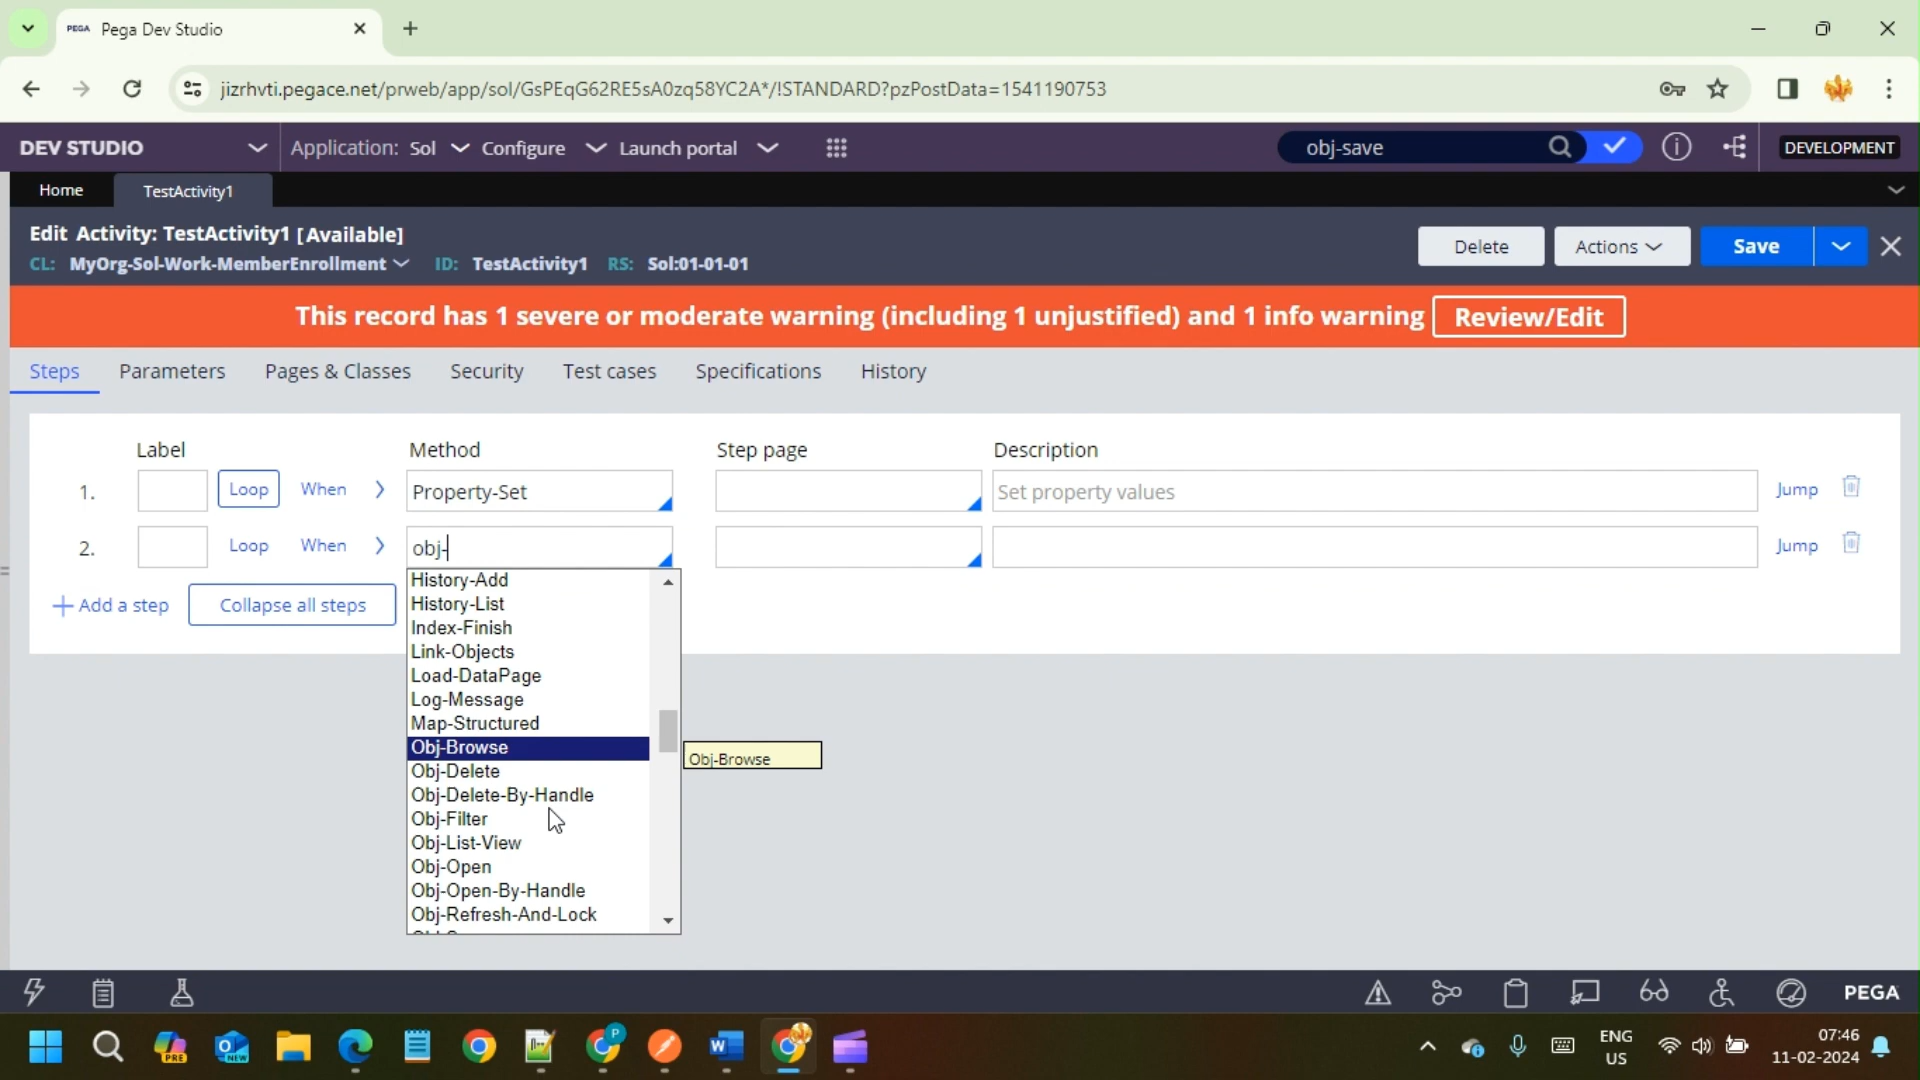 PEGA Pega Dev Studio
jizrhvti.pegace.net/prweb/app/sol/GsPEqG62RE5sA0zq58YC2A*/!STANDARD?pzPostData=1541190753
DEV STUDIO Application: Sol Configure Launch portal obj-save DEVELOPMENT
Home TestActivity1
Edit Activity: TestActivity1 [Available]
Delete Actions Save
CL: MyOrg-Sol-Work-MemberEnrollment ID: TestActivity1 RS: Sol:01-01-01
This record has 1 severe or moderate warning (including 1 unjustified) and 1 info warning Review/Edit
Steps Parameters Pages & Classes Security Test cases Specifications History
Label Method Step page Description
1. Loop When Property-Set Set property values Jump
2. Loop When obj- Jump
Add a step Collapse all steps
History-Add
History-List
Index-Finish
Link-Objects
Load-DataPage
Log-Message
Map-Structured
Obj-Browse
Obj-Browse
Obj-Delete
Obj-Delete-By-Handle
Obj-Filter
Obj-List-View
Obj-Open
Obj-Open-By-Handle
Obj-Refresh-And-Lock
PEGA
PRE
NEW
P
ENG
US
07:46
11-02-2024